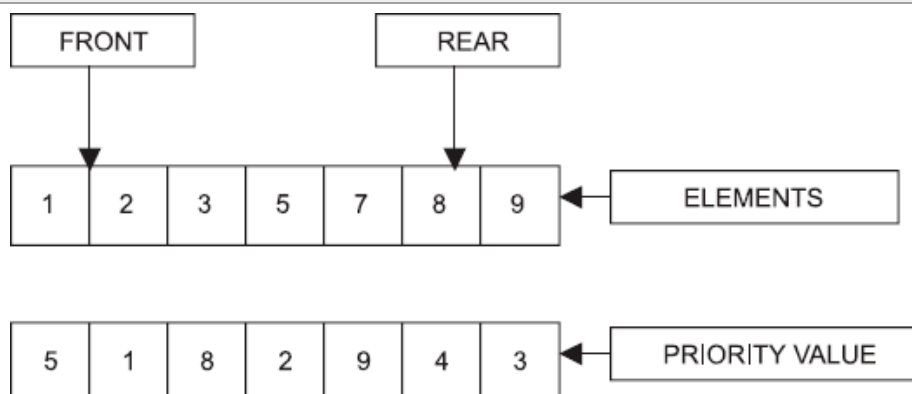 FRONT REAR
1 2 3 5 7 8 9 ELEMENTS
5 1 8 2 9 4 3 PRIORITY VALUE